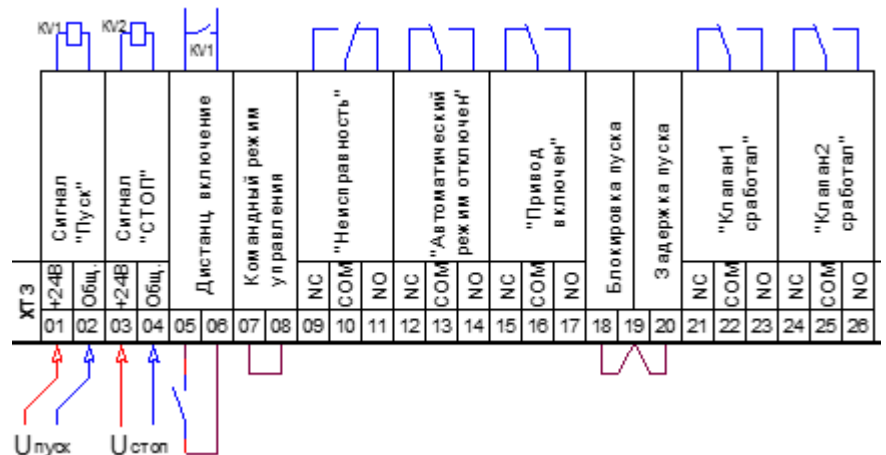 KV1
KV2
KV1
Сигнал
"Пуск"
Сигнал
"СТОП"
Дистанц. включение
Командный режим
управления
"Неисправность"
"Автоматический
режим отключен"
"Привод
включен"
Блокировка пуска
Задержка пуска
"Клапан1
сработал"
"Клапан2
сработал"
XT3
+24В
Общ.
+24В
Общ.
NC
COM
NO
NC
COM
NO
NC
COM
NO
NC
COM
NO
NC
COM
NO
01 02 03 04 05 06 07 08 09 10 11 12 13 14 15 16 17 18 19 20 21 22 23 24 25 26
Uпуск
Uстоп